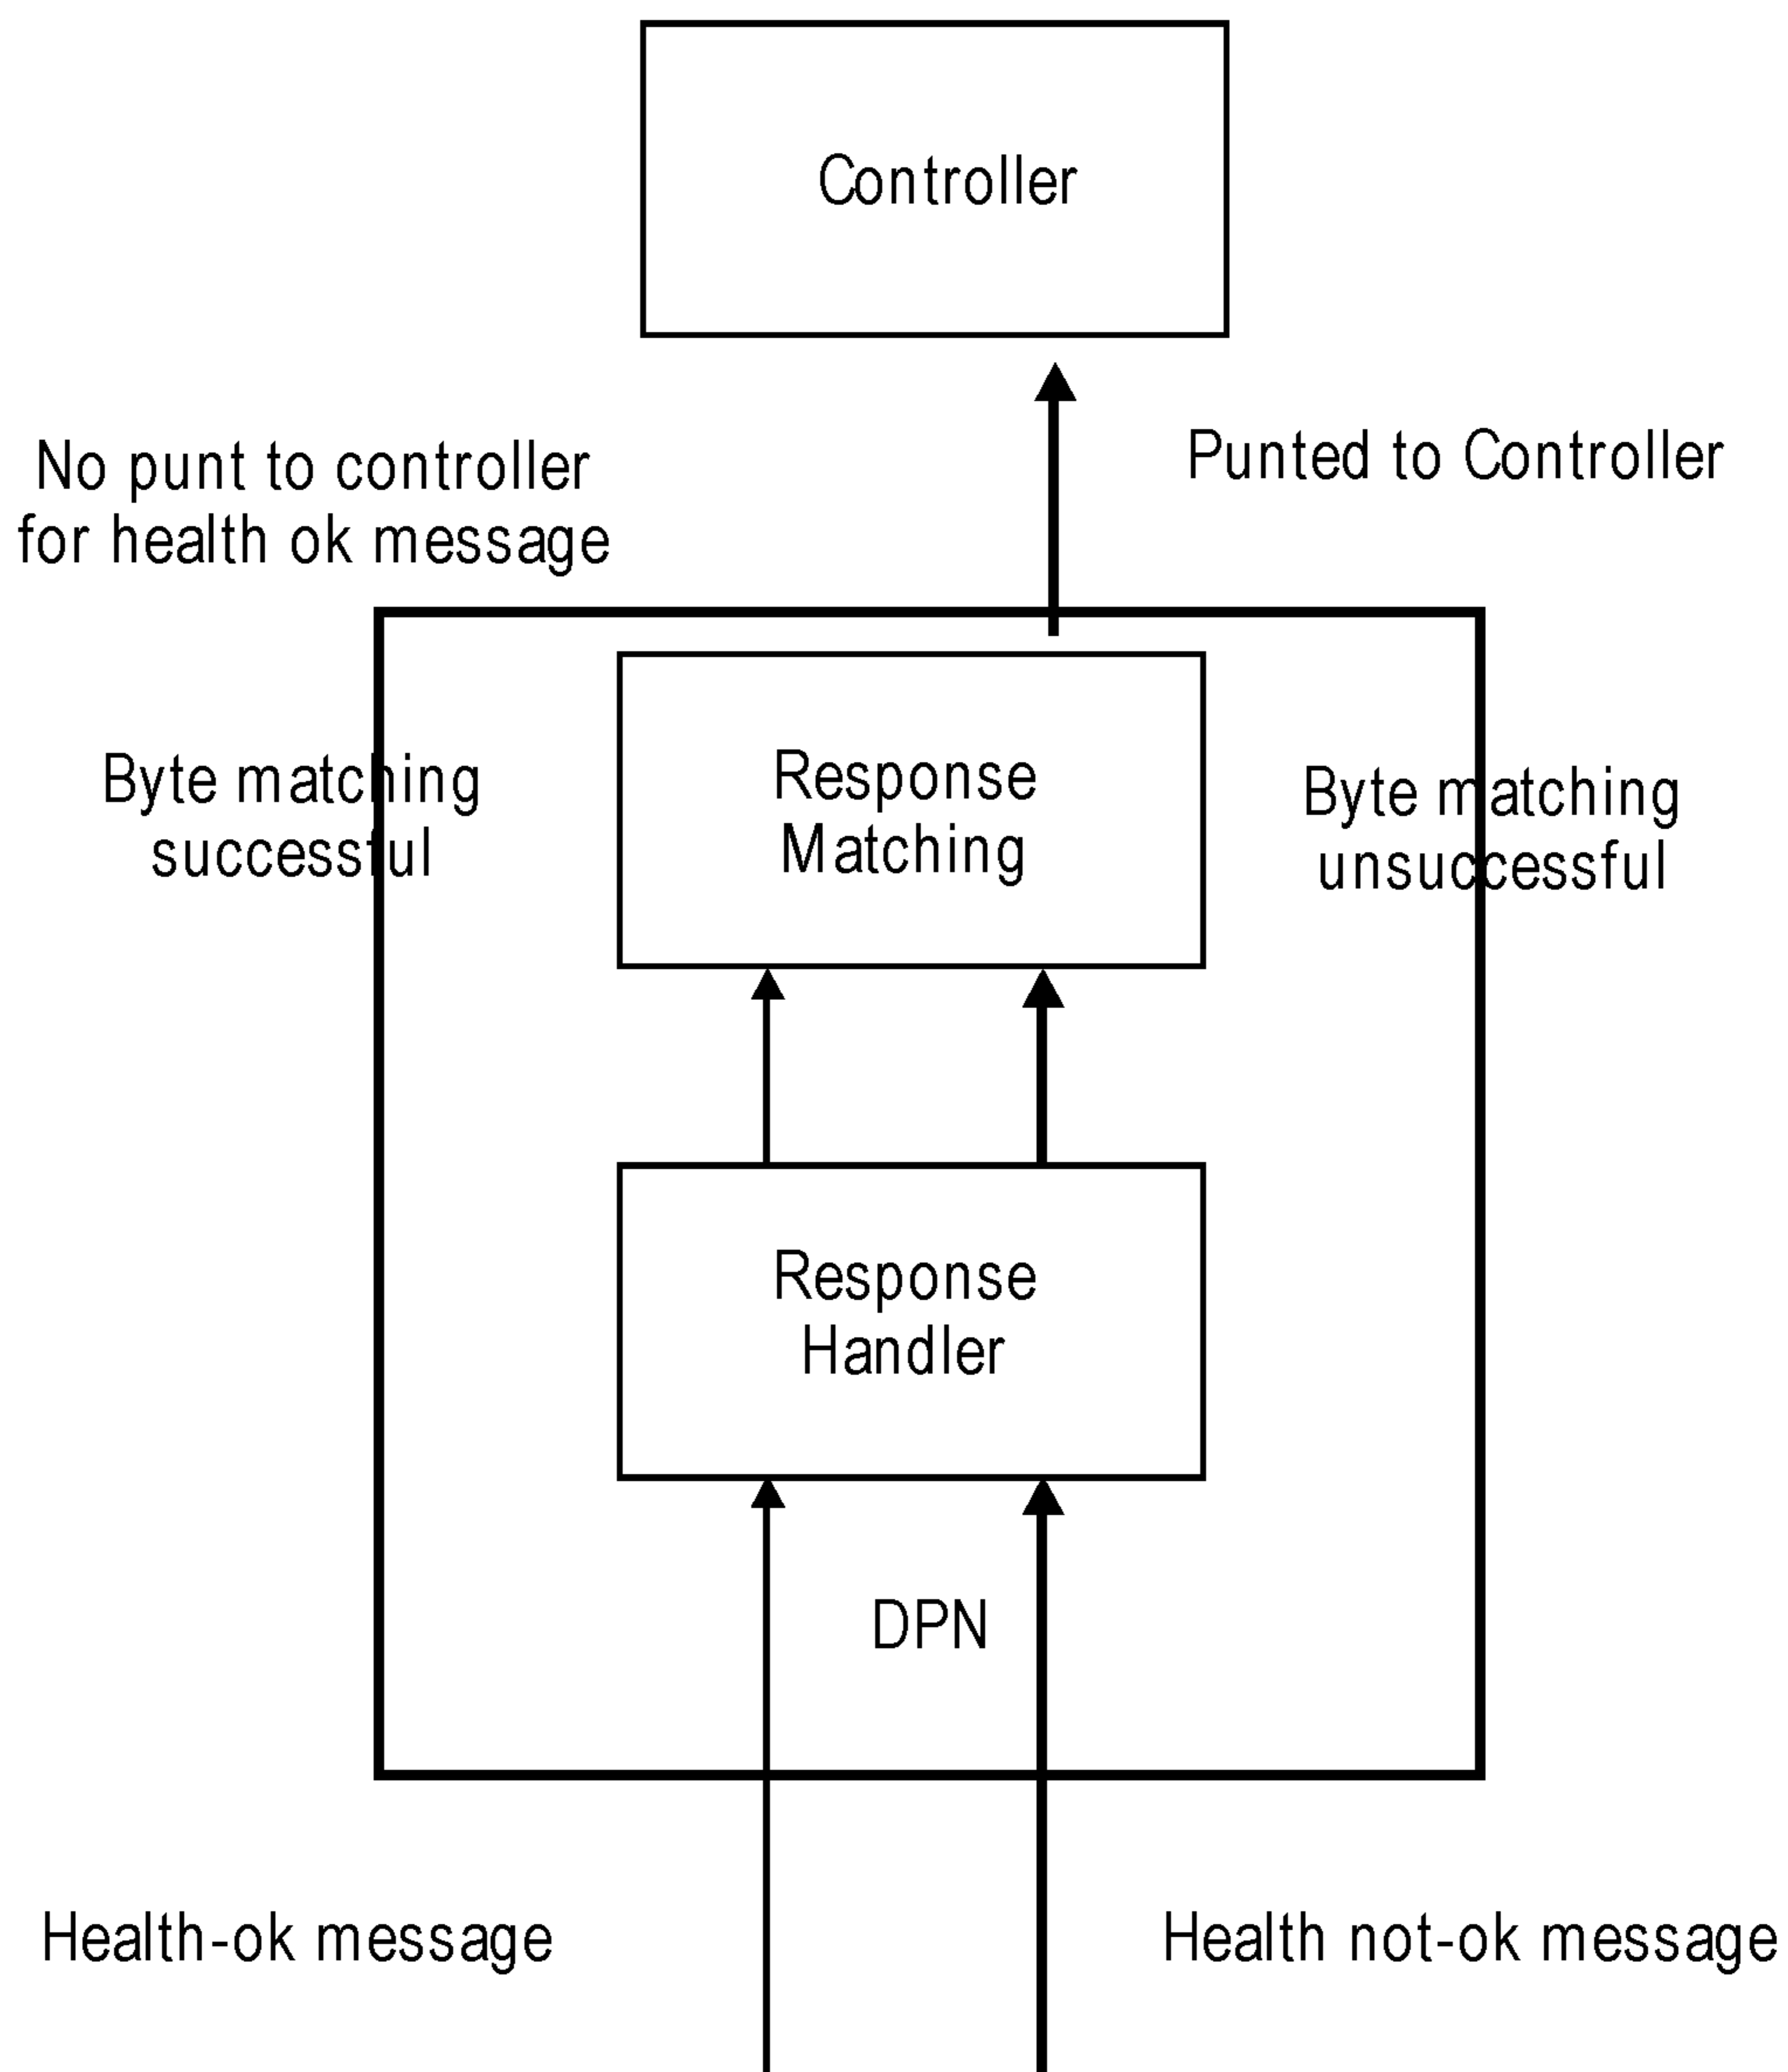 Controller
No punt to controller
for health ok message
Punted to Controller
Byte matching
successful
Response
Matching
Byte matching
unsuccessful
Response
Handler
DPN
Health-ok message
Health not-ok message